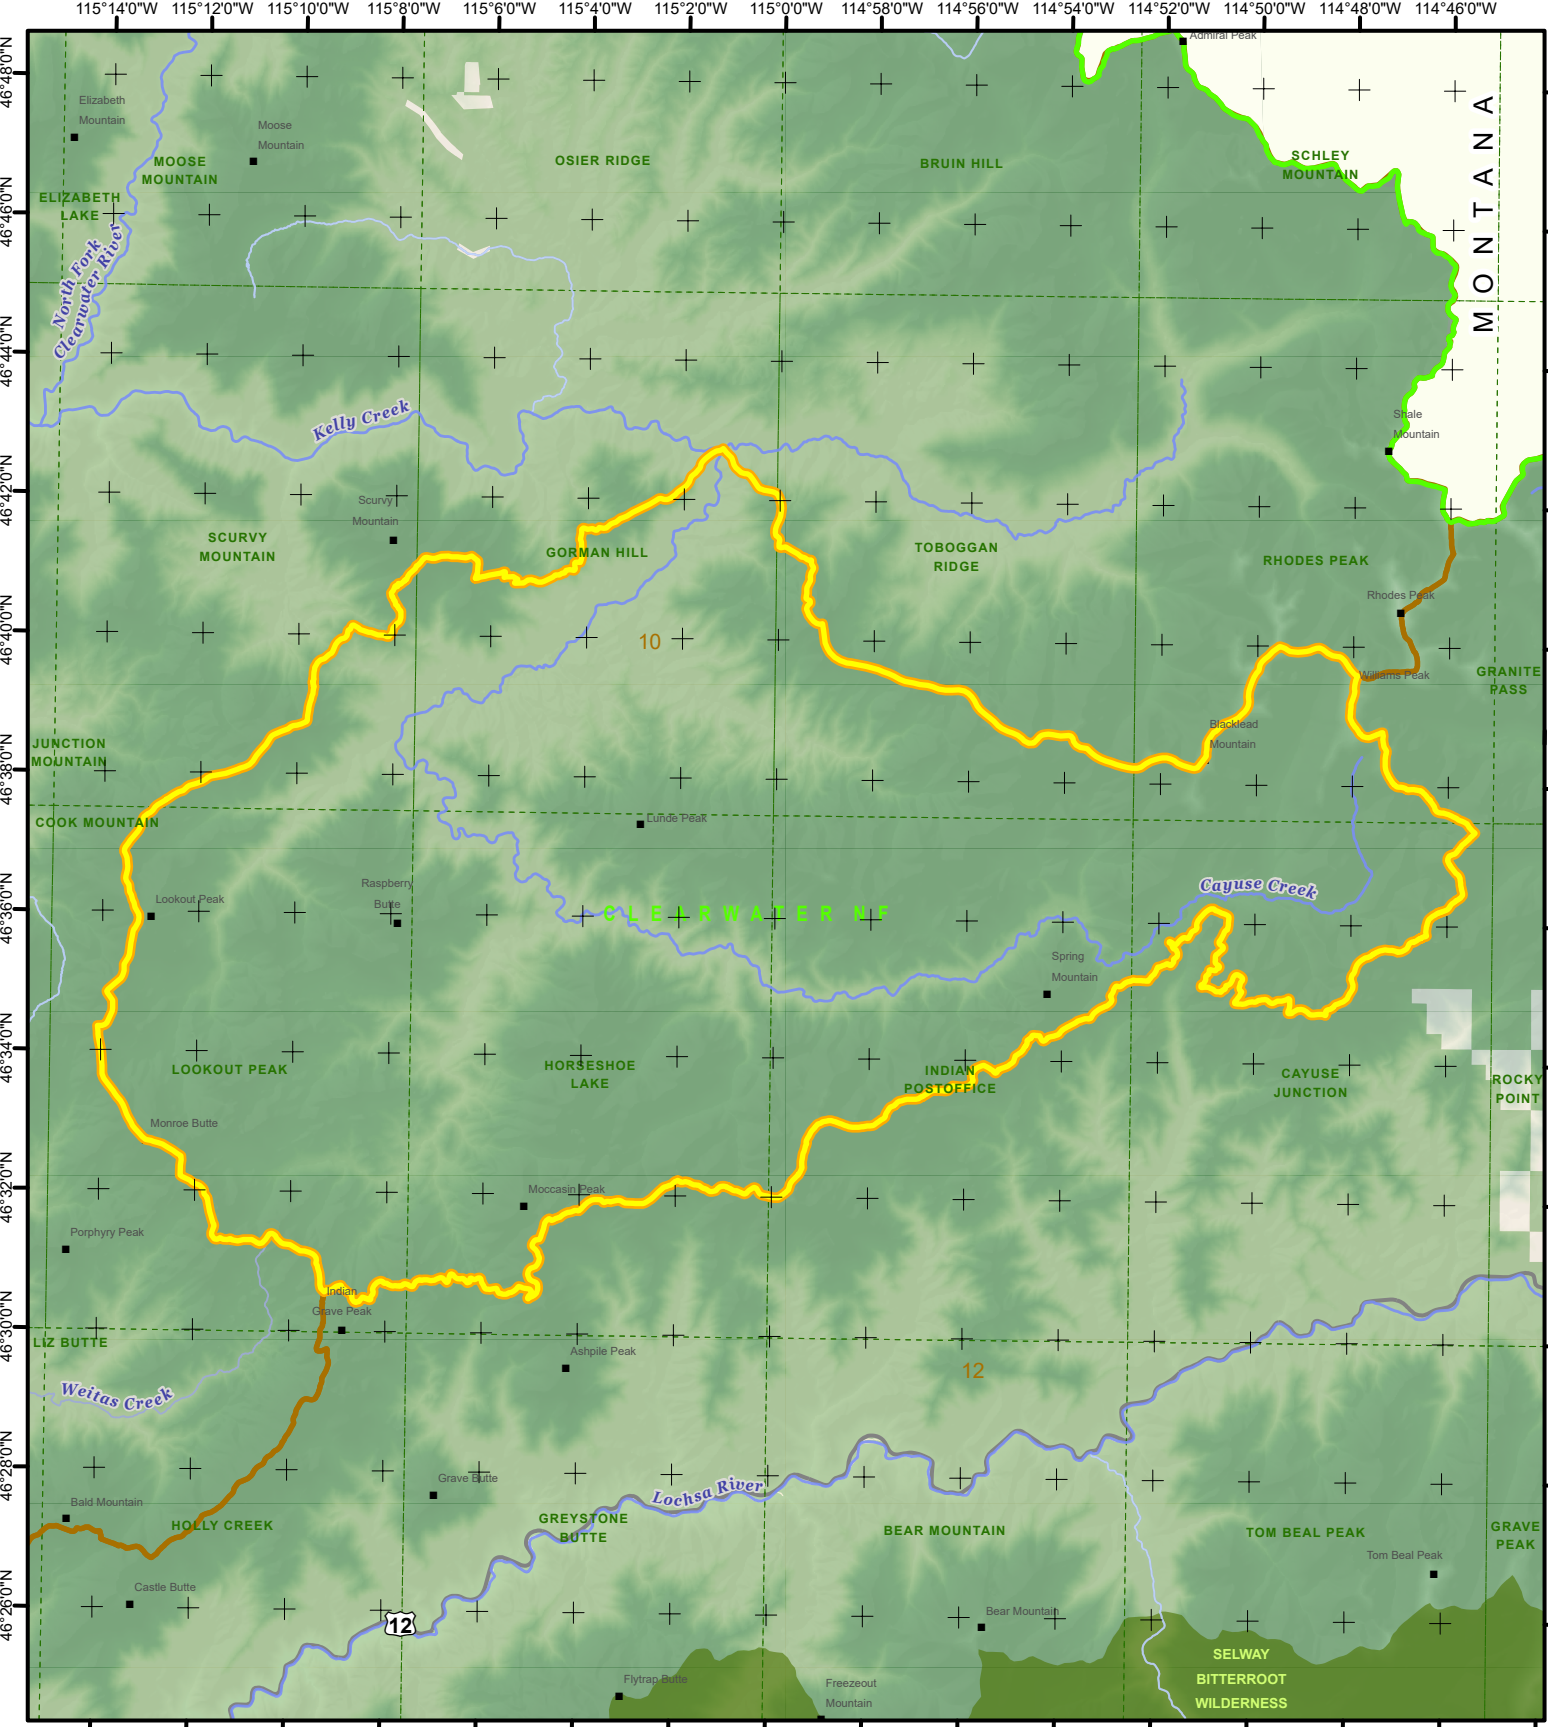 115°14'0"W 115°12'0"W 115°10'0"W 115°8'0"W 115°6'0"W 115°4'0"W 115°2'0"W 115°0'0"W 114°58'0"W 114°56'0"W 114°54'0"W 114°52'0"W 114°50'0"W 114°48'0"W 114°46'0"W
46°48'0"N
46°46'0"N
46°44'0"N
46°42'0"N
46°40'0"N
46°38'0"N
46°36'0"N
46°34'0"N
46°32'0"N
46°30'0"N
46°28'0"N
46°26'0"N
Admiral Peak
Elizabeth
Mountain
Moose
Mountain
MOOSE
MOUNTAIN
OSIER RIDGE
BRUIN HILL
SCHLEY
MOUNTAIN
MONTANA
ELIZABETH
LAKE
North Fork
Clearwater River
Kelly Creek
Shale
Mountain
Scurvy
Mountain
SCURVY
MOUNTAIN
GORMAN HILL
TOBOGGAN
RIDGE
RHODES PEAK
Rhodes Peak
10
Williams Peak
GRANITE
PASS
Blacklead
Mountain
JUNCTION
MOUNTAIN
COOK MOUNTAIN
Lunde Peak
Raspberry
Butte
Lookout Peak
Cayuse Creek
CLEARWATER NF
Spring
Mountain
LOOKOUT PEAK
HORSESHOE
LAKE
INDIAN
POSTOFFICE
CAYUSE
JUNCTION
ROCKY
POINT
Monroe Butte
Moccasin Peak
Porphyry Peak
Indian
Grave Peak
LIZ BUTTE
Ashpile Peak
12
Weitas Creek
Grave Butte
Lochsa River
Bald Mountain
HOLLY CREEK
GREYSTONE
BUTTE
BEAR MOUNTAIN
TOM BEAL PEAK
GRAVE
PEAK
Tom Beal Peak
Castle Butte
12
Bear Mountain
SELWAY
BITTERROOT
WILDERNESS
Flytrap Butte
Freezeout
Mountain